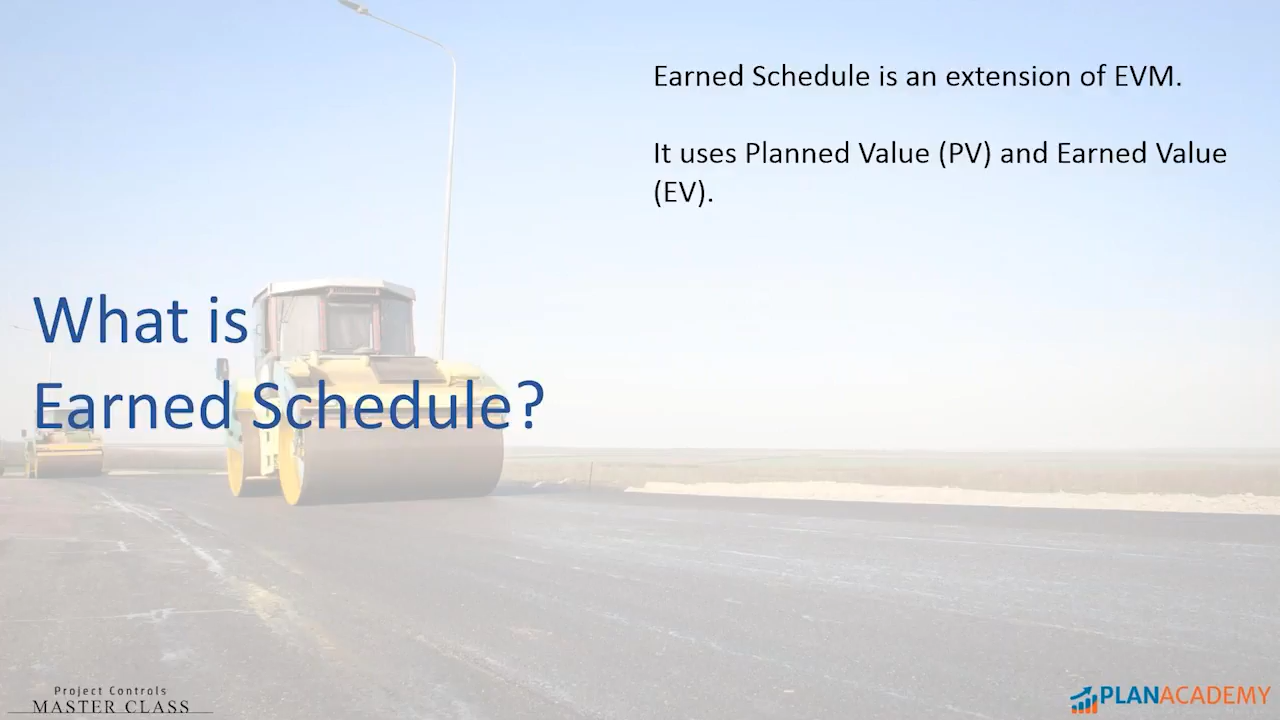 What is
Earned Schedule?
Earned Schedule is an extension of EVM.
It uses Planned Value (PV) and Earned Value
(EV).
Project Controls
MASTER CLASS
PLANACADEMY